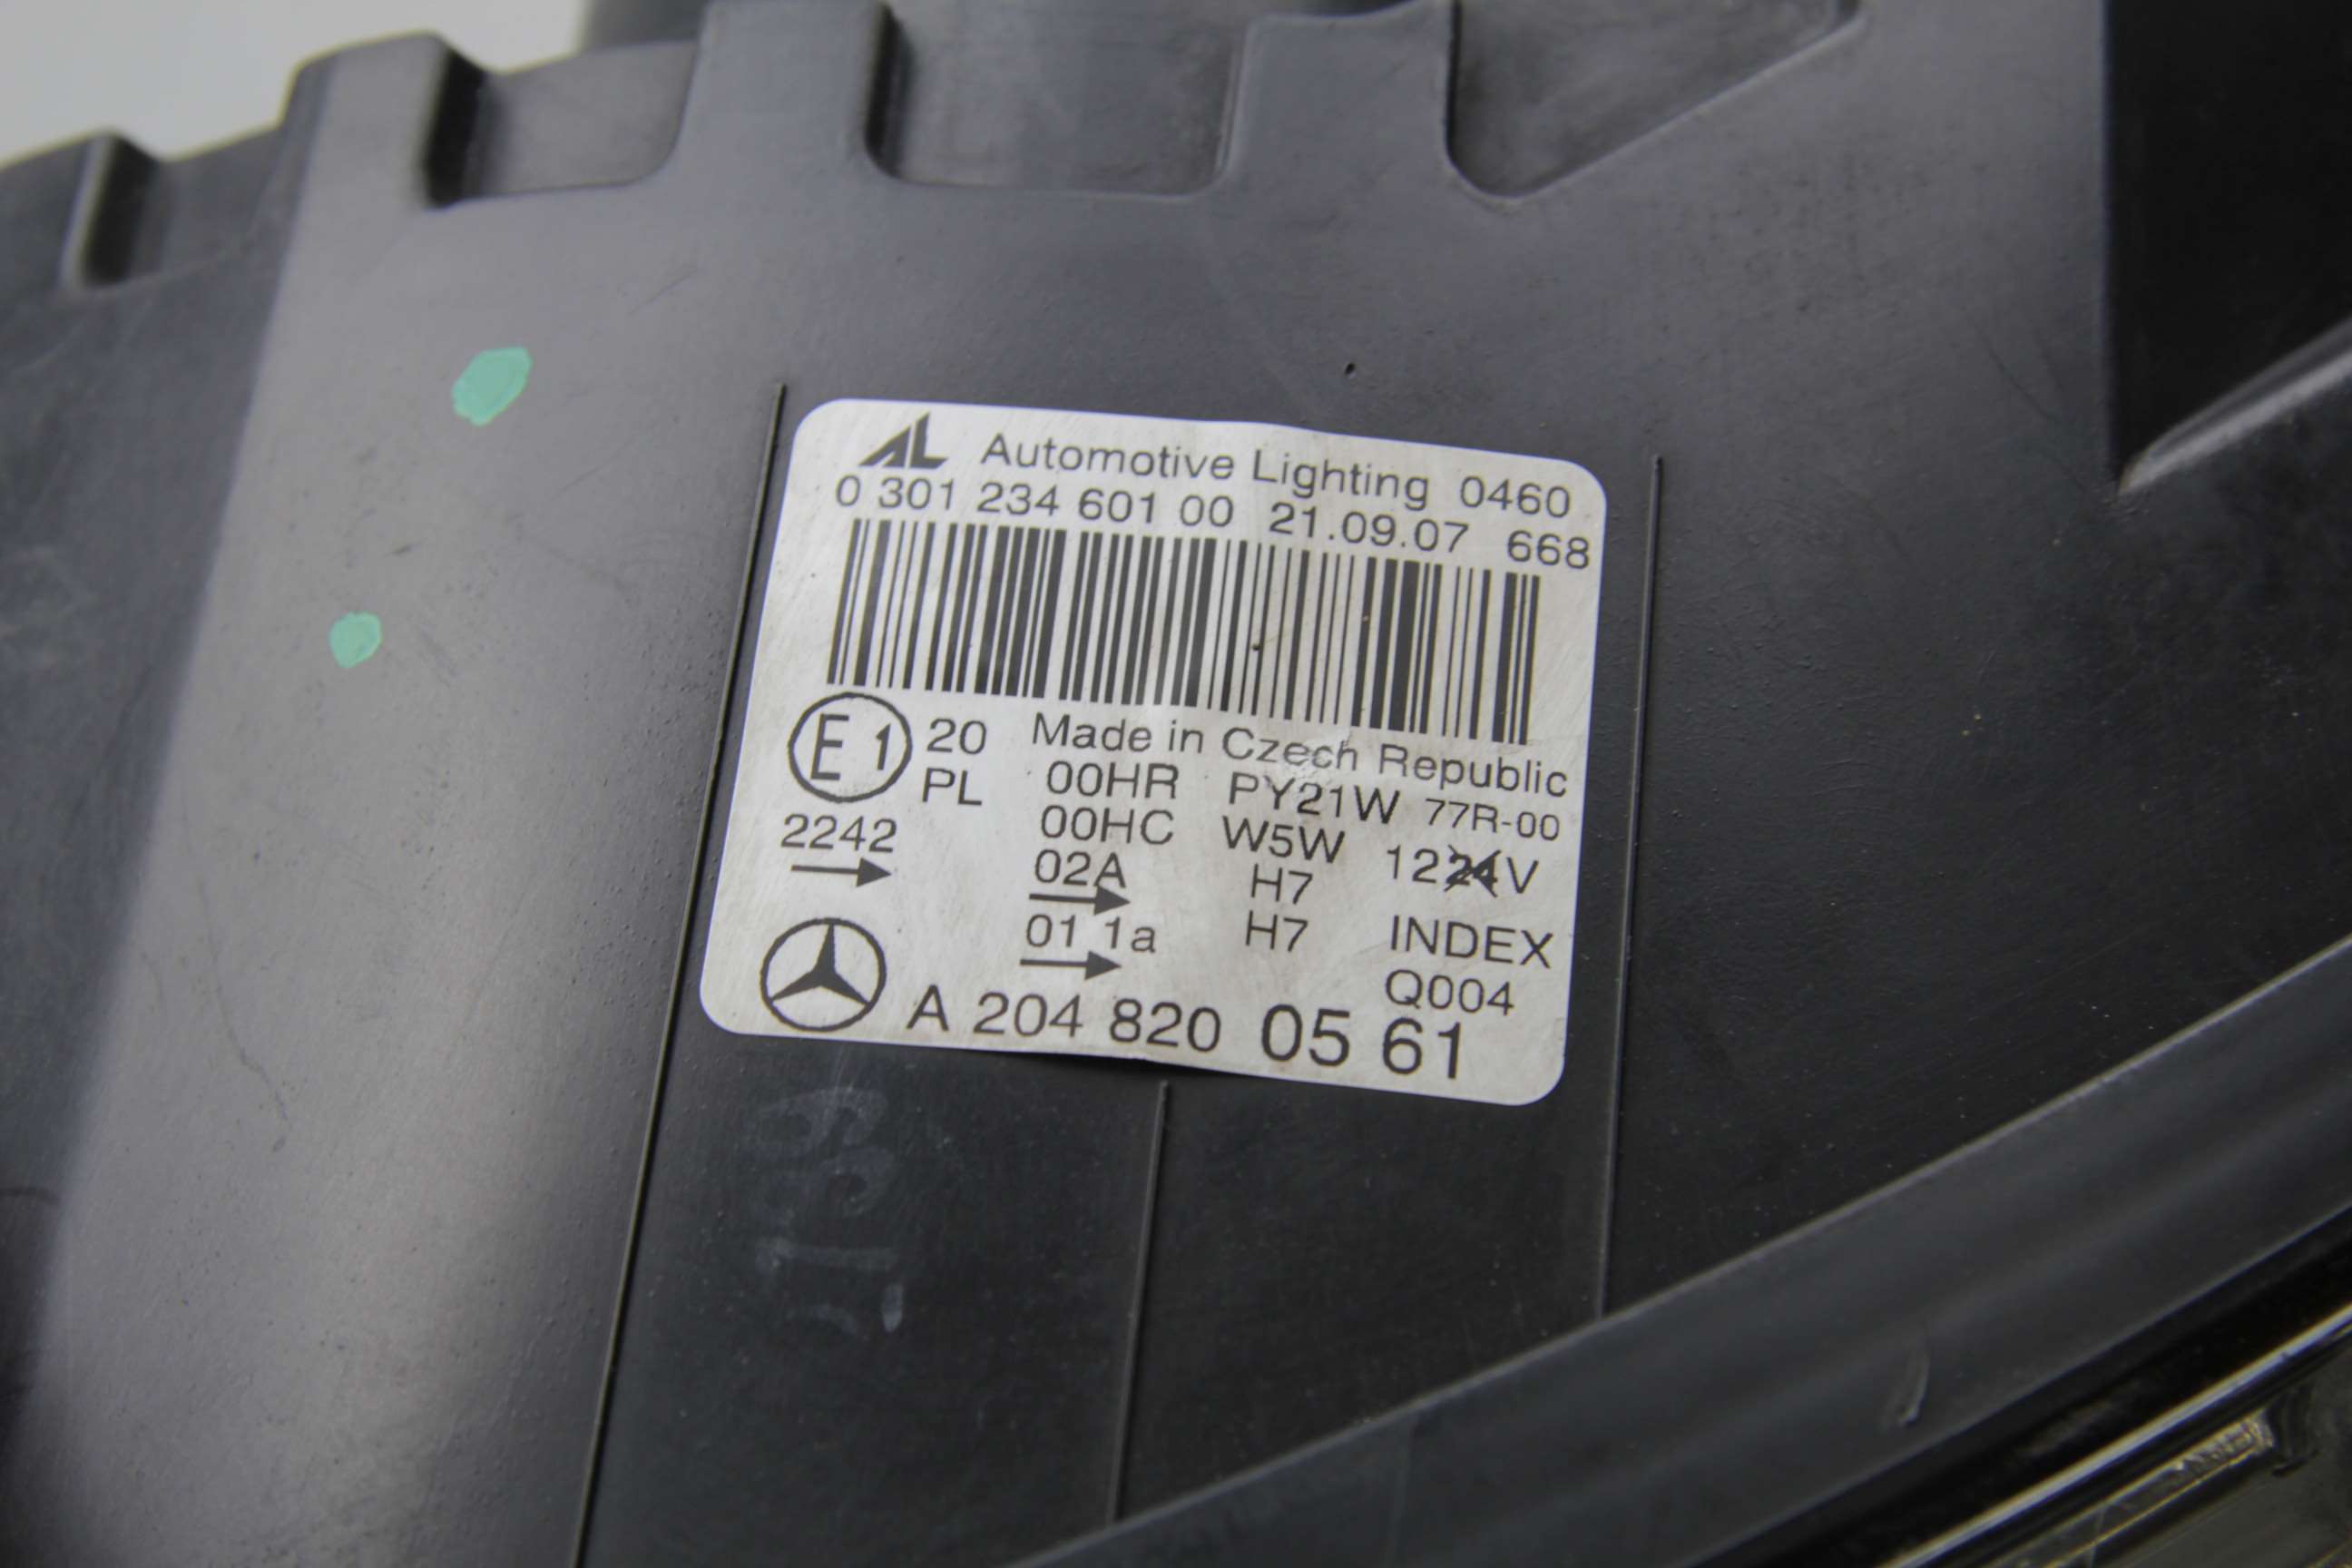 AL Automotive Lighting 0460
0 301 234 601 00 21.09.07 668
E1 20 Made in Czech Republic
PL 00HR PY21W 77R-00
2242 00HC W5W 1224V
02A H7
01 1a H7 INDEX
Q004
A 204 820 05 61